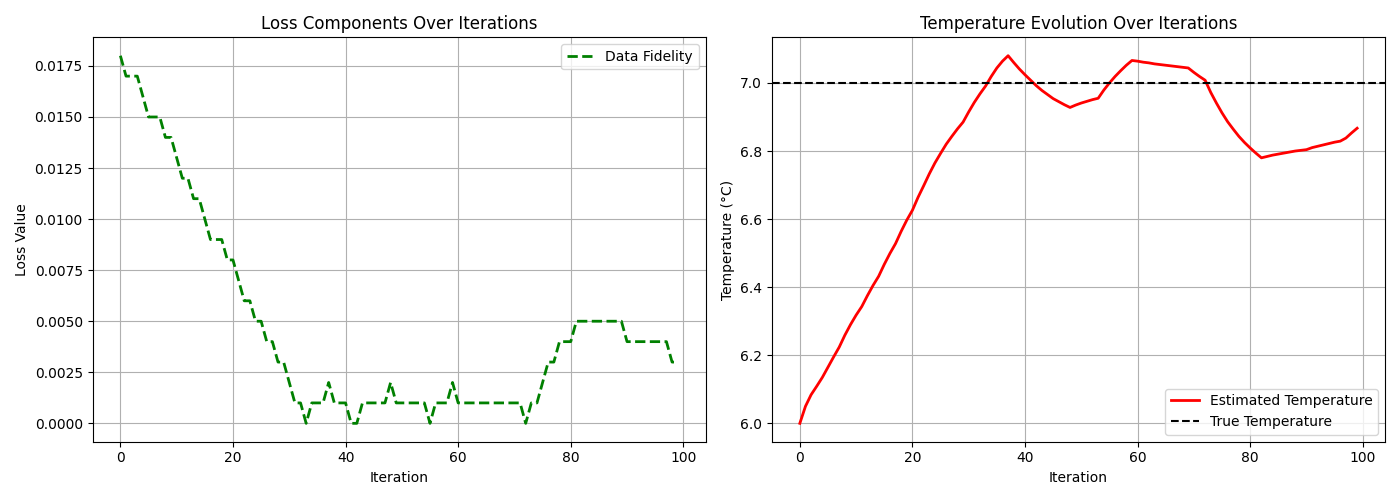 Loss Components Over Iterations
Loss Value
0.0175
0.0150
0.0125
0.0100
0.0075
0.0050
0.0025
0.0000
Data Fidelity
0 20 40 60 80 100
Iteration
Temperature Evolution Over Iterations
Temperature (°C)
7.0
6.8
6.6
6.4
6.2
6.0
Estimated Temperature
True Temperature
0 20 40 60 80 100
Iteration